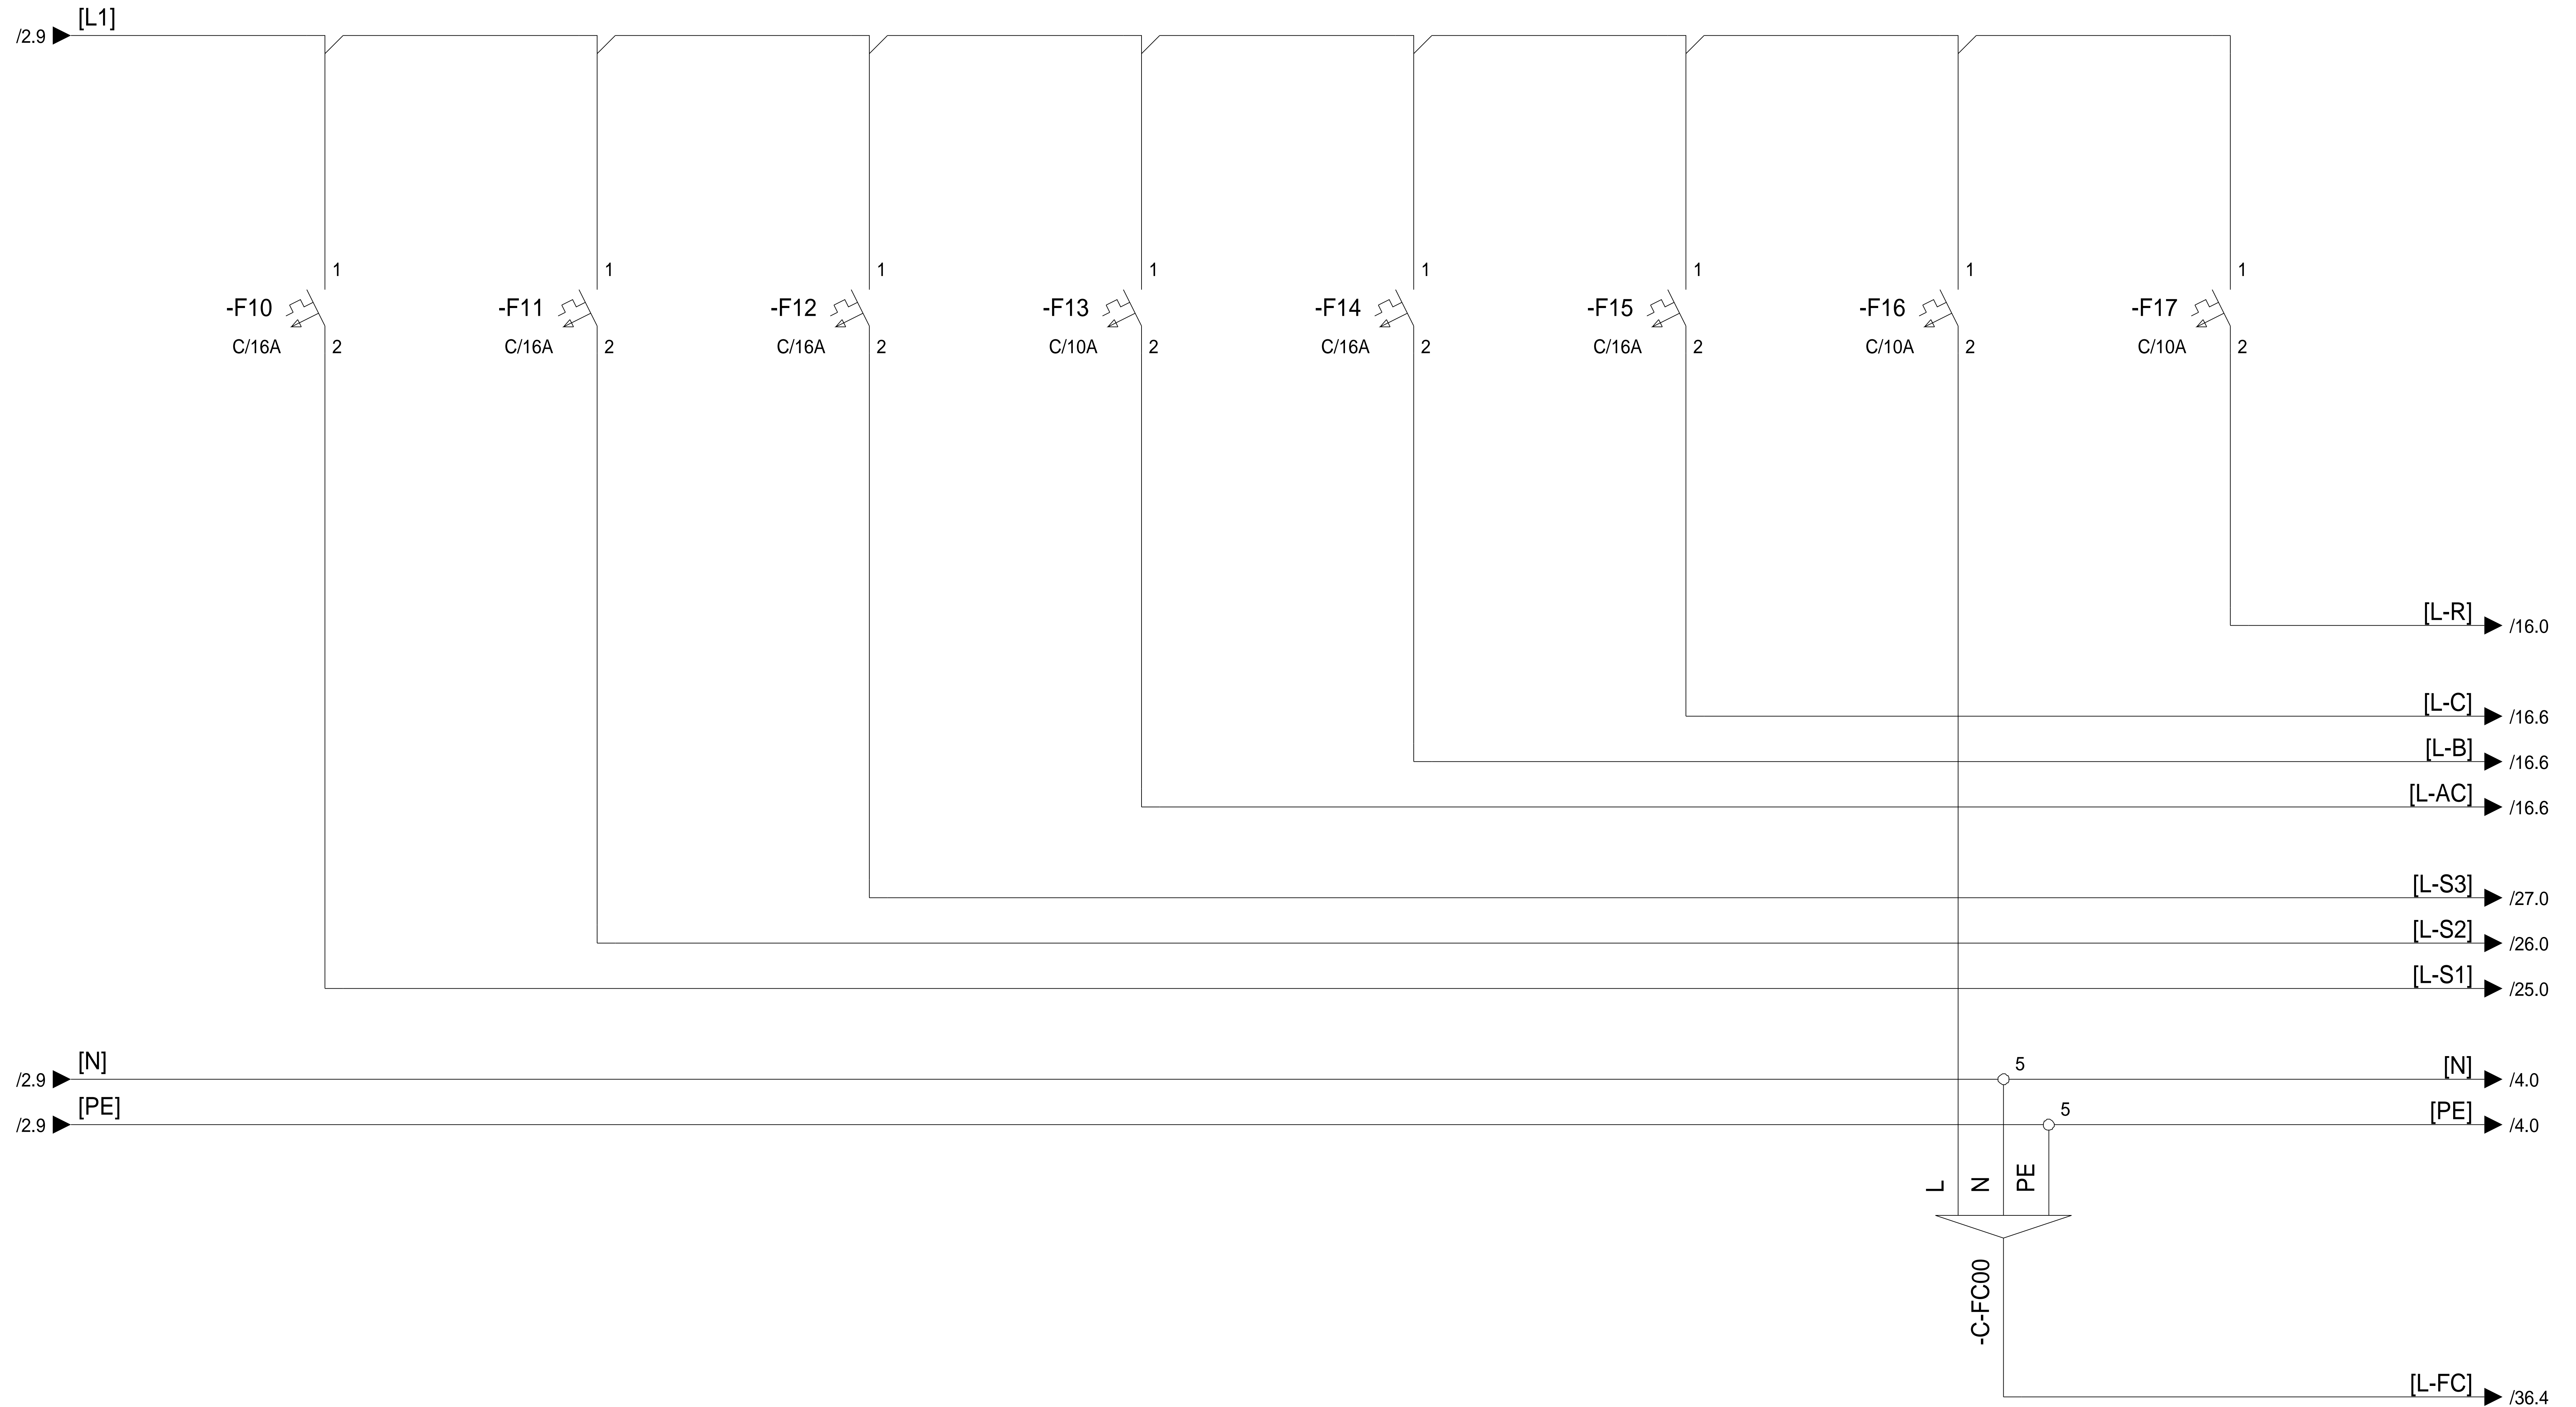 [L1]
/2.9
1 1 1 1 1 1 1 1
-F10 -F11 -F12 -F13 -F14 -F15 -F16 -F17
C/16A 2 C/16A 2 C/16A 2 C/10A 2 C/16A 2 C/16A 2 C/10A 2 C/10A 2
[L-R] /16.0
[L-C] /16.6
[L-B] /16.6
[L-AC] /16.6
[L-S3] /27.0
[L-S2] /26.0
[L-S1] /25.0
/2.9 [N] 5 [N] /4.0
/2.9 [PE] 5 [PE] /4.0
L N PE
-C-FC00
[L-FC] /36.4